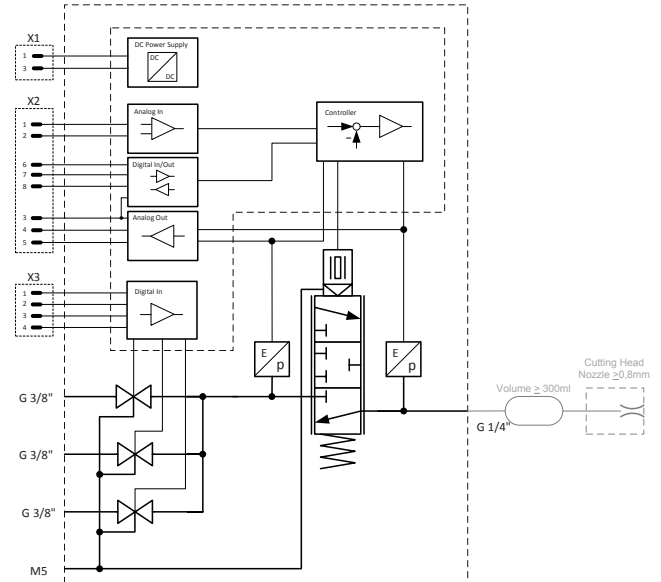 X1
1
3
DC Power Supply
DC
DC
X2
1
2
6
7
8
3
4
5
Analog In
Digital In/Out
Analog Out
Controller
X3
1
2
3
4
Digital In
E
p
E
p
Cutting Head
Nozzle ≥0,8mm
Volume ≥ 300ml
G 3/8"
G 1/4"
G 3/8"
G 3/8"
M5